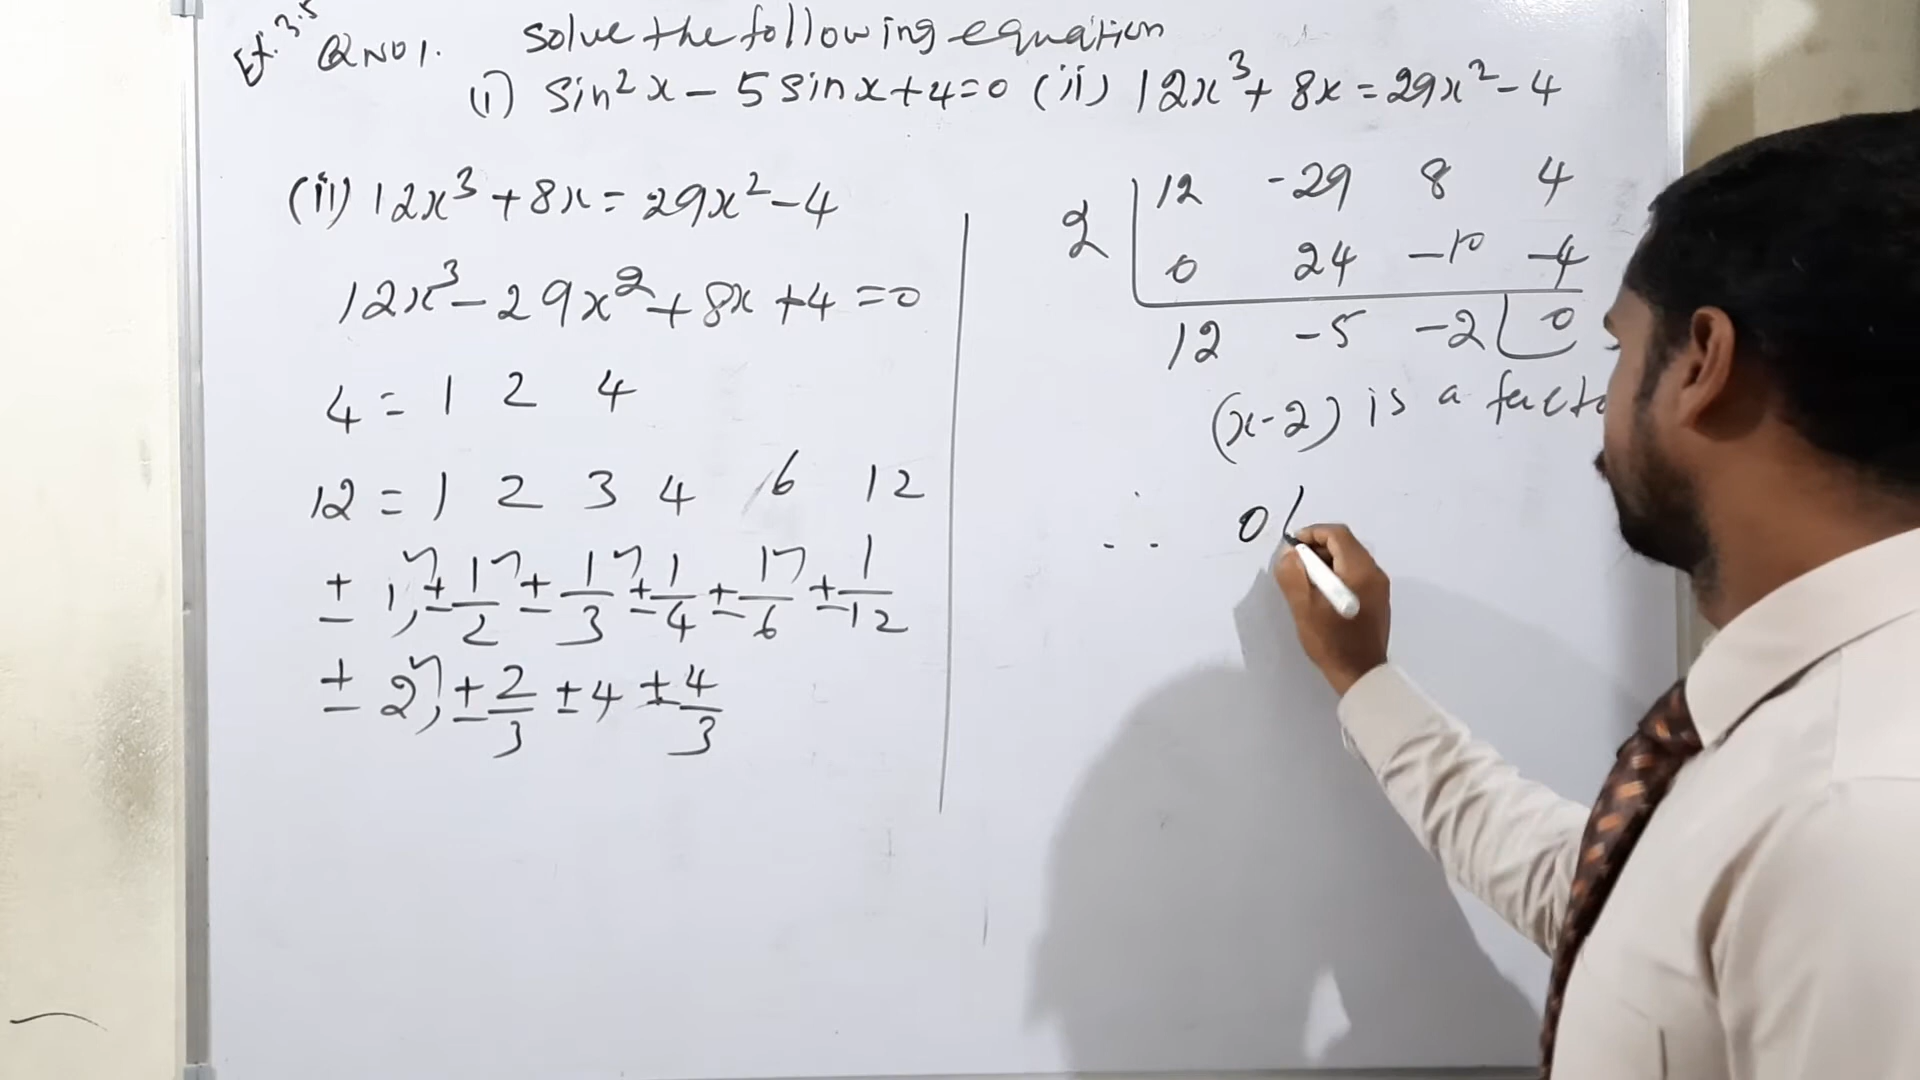 Ex. 3.5 Q NO 1. Solve the following equation
(i) sin²x - 5 sinx + 4 = 0 (ii) 12x³ + 8x = 29x² - 4
(ii) 12x³ + 8x = 29x² - 4
12x³ - 29x² + 8x + 4 = 0
4 = 1 2 4
12 = 1 2 3 4 6 12
± 1, ± 1/2, ± 1/3, ± 1/4 ± 1/6, ± 1/12
± 2, ± 2/3 ± 4 ± 4/3
2 | 12 -29 8 4
0 24 -10 -4
12 -5 -2 | 0
(x-2) is a facto
∴ 0